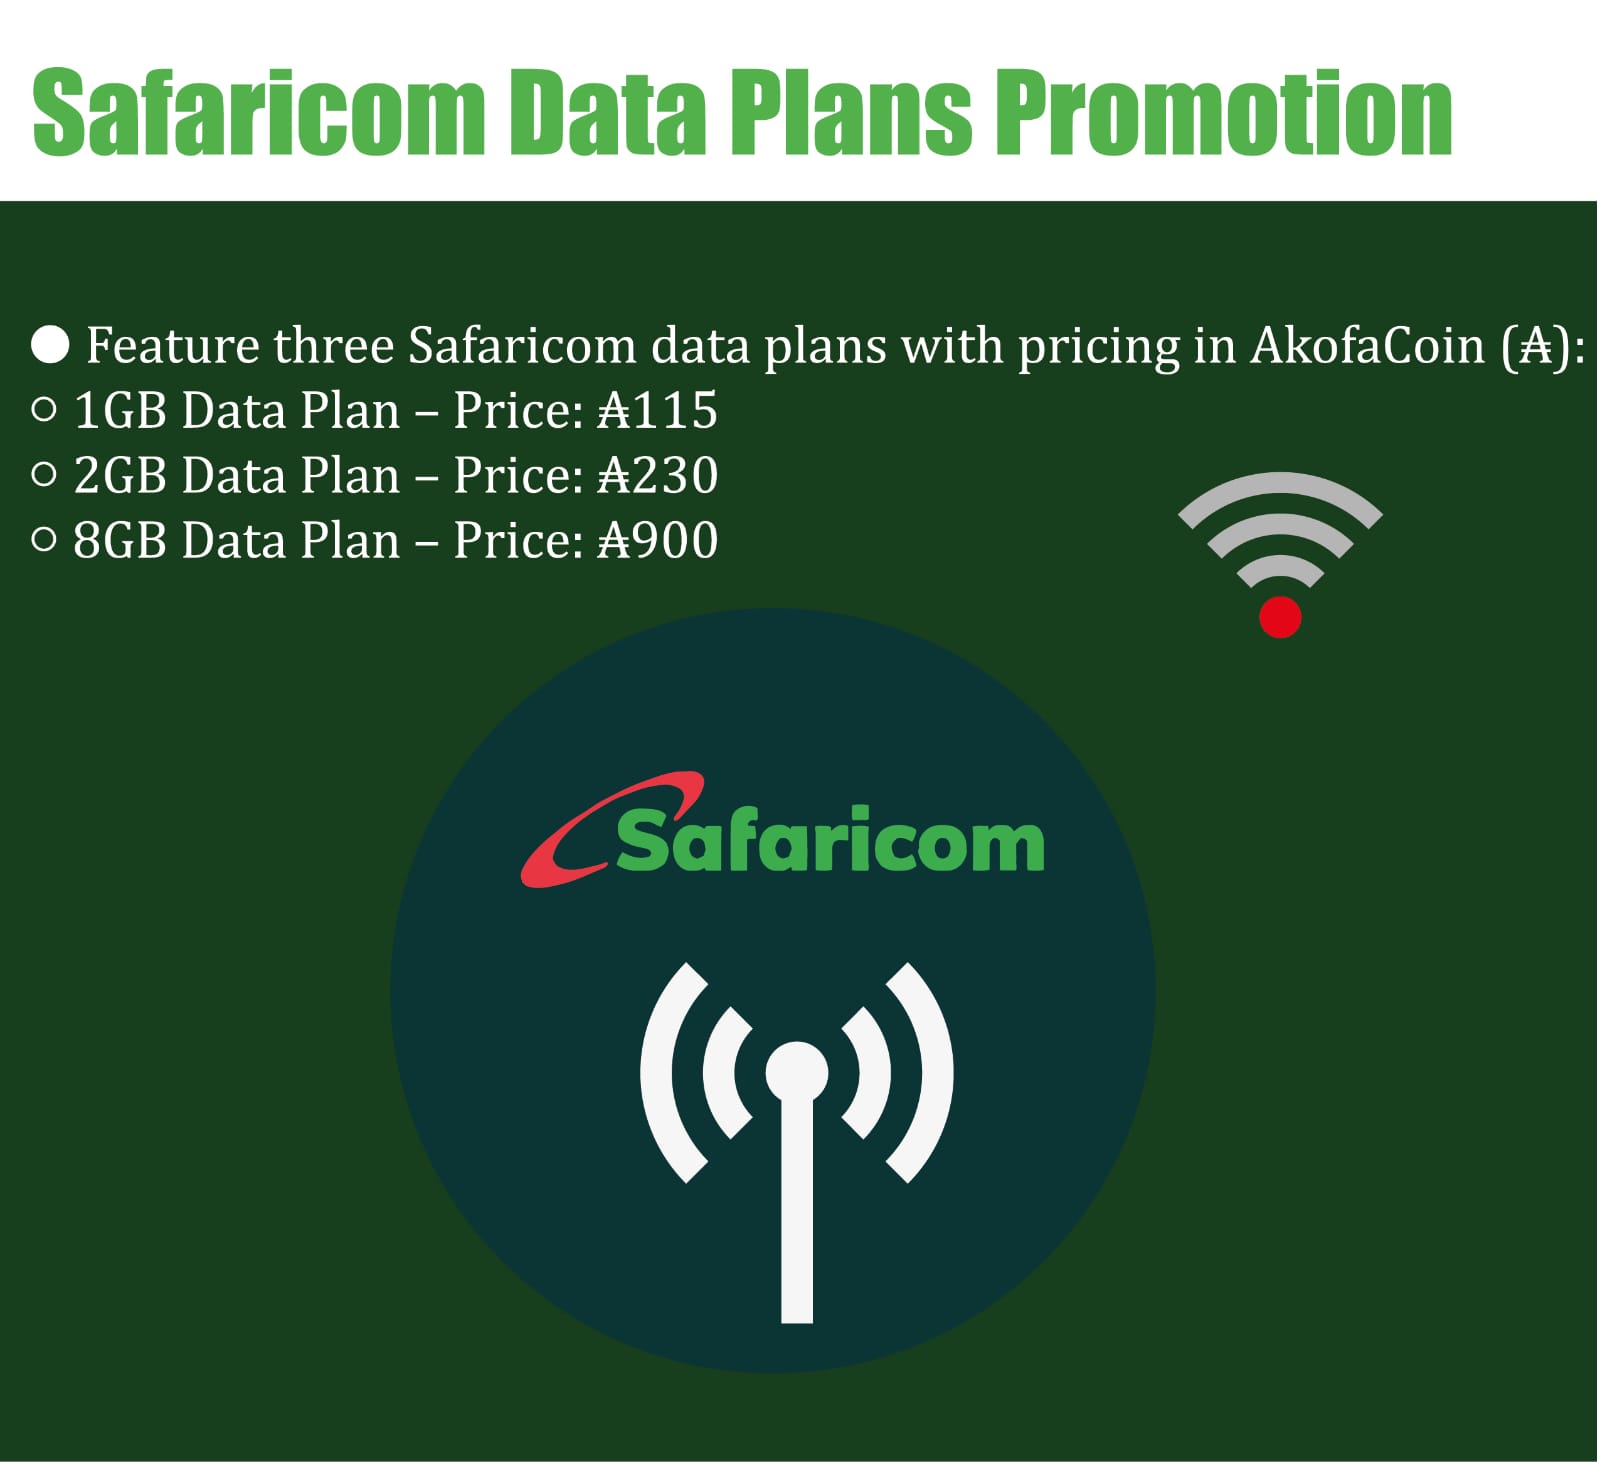 Safaricom Data Plans Promotion
● Feature three Safaricom data plans with pricing in AkofaCoin (₳):
○ 1GB Data Plan – Price: ₳115
○ 2GB Data Plan – Price: ₳230
○ 8GB Data Plan – Price: ₳900
Safaricom